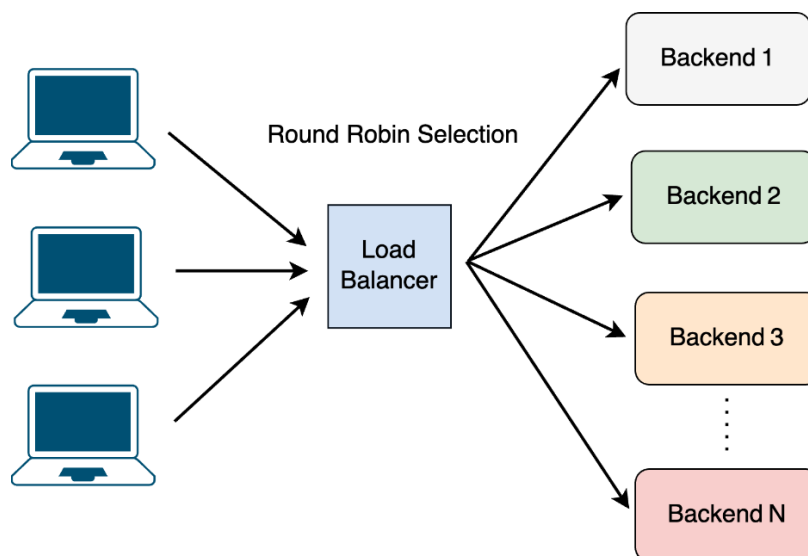 Round Robin Selection
Load
Balancer
Backend 1
Backend 2
Backend 3
Backend N